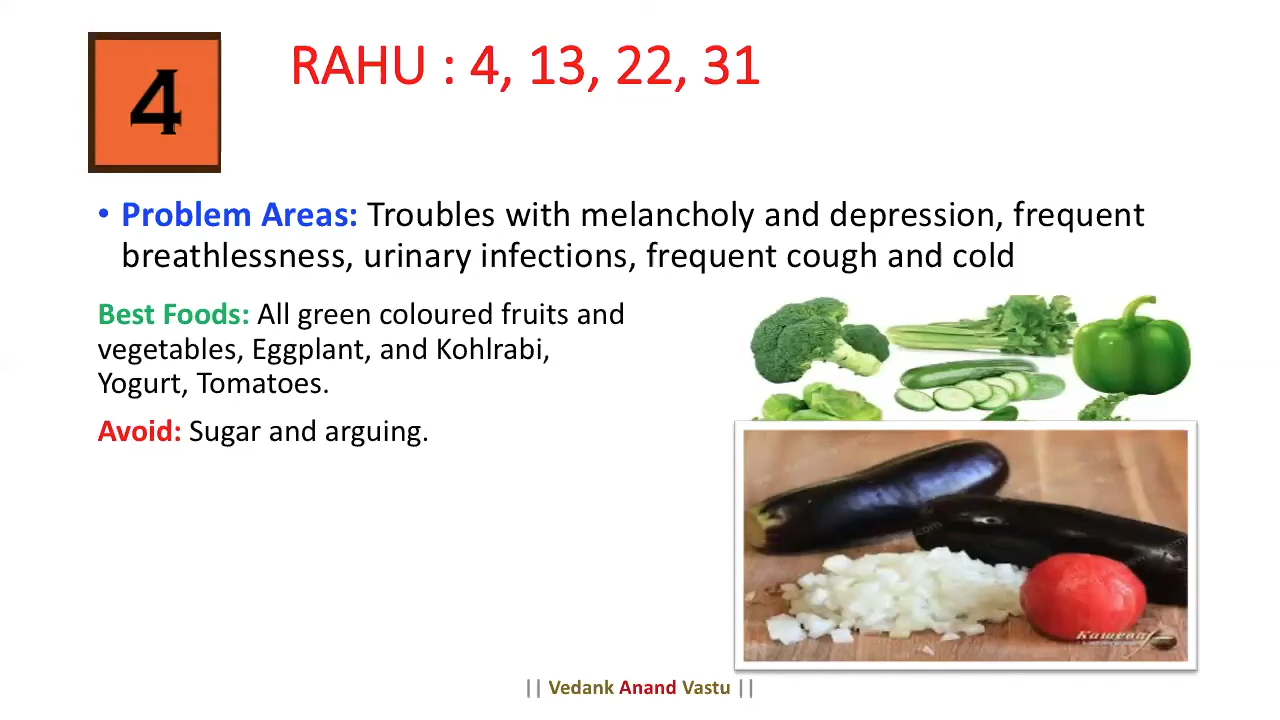 4
RAHU : 4, 13, 22, 31
• Problem Areas: Troubles with melancholy and depression, frequent
breathlessness, urinary infections, frequent cough and cold
Best Foods: All green coloured fruits and
vegetables, Eggplant, and Kohlrabi,
Yogurt, Tomatoes.
Avoid: Sugar and arguing.
|| Vedank Anand Vastu ||